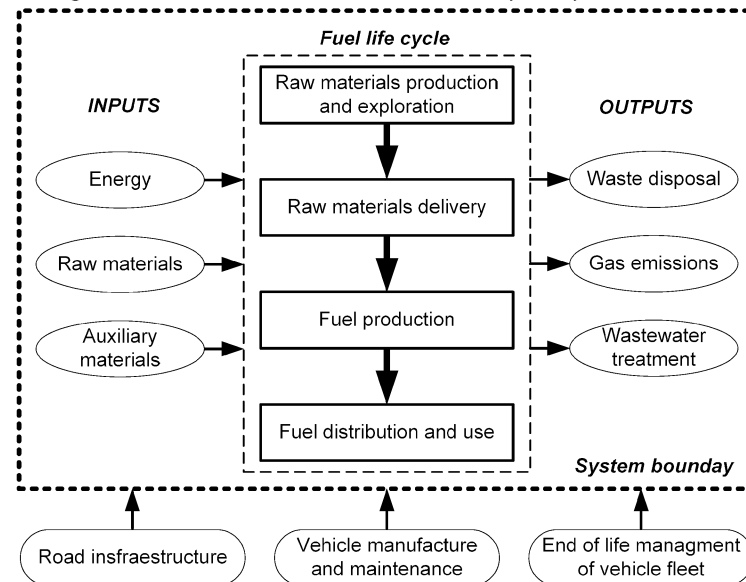 Fuel life cycle
Raw materials production
and exploration
INPUTS
OUTPUTS
Energy
Raw materials delivery
Waste disposal
Raw materials
Gas emissions
Auxiliary
materials
Fuel production
Wastewater
treatment
Fuel distribution and use
System bounday
Road insfraestructure
Vehicle manufacture
and maintenance
End of life managment
of vehicle fleet